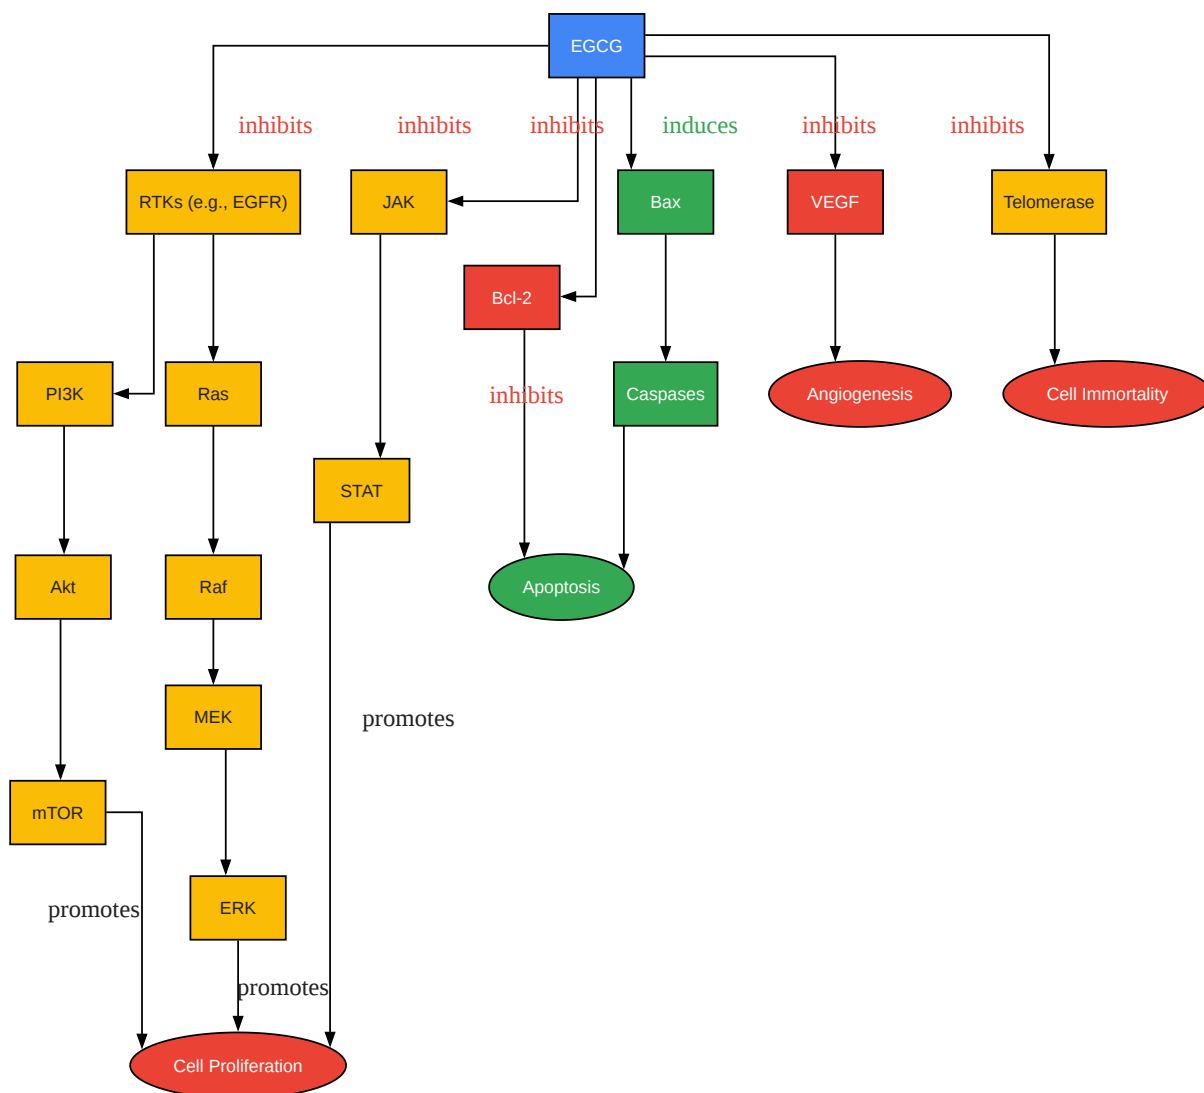 EGCG
inhibits inhibits inhibits induces inhibits inhibits
RTKs (e.g., EGFR) JAK Bax VEGF Telomerase
Bcl-2
PI3K Ras inhibits Caspases Angiogenesis Cell Immortality
STAT
Akt Raf Apoptosis
MEK promotes
mTOR
promotes ERK
promotes
Cell Proliferation